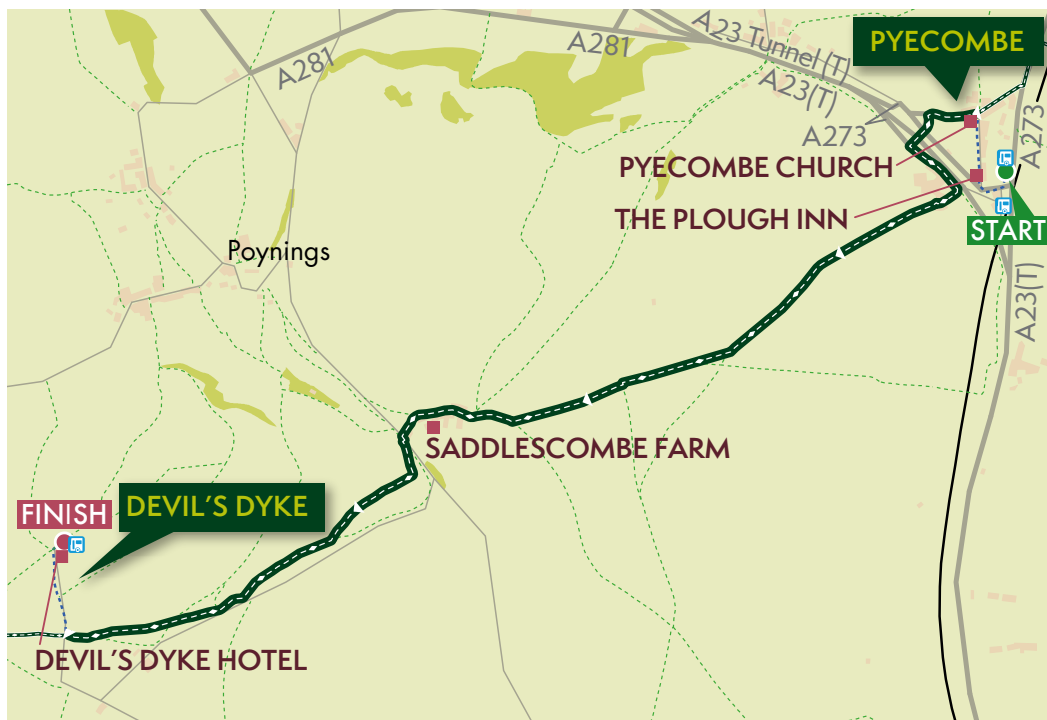 A281
A281
A23 Tunnel (T)
A23(T)
PYECOMBE
A273
A273
PYECOMBE CHURCH
THE PLOUGH INN
START
Poynings
A23(T)
SADDLESCOMBE FARM
FINISH
DEVIL'S DYKE
DEVIL'S DYKE HOTEL